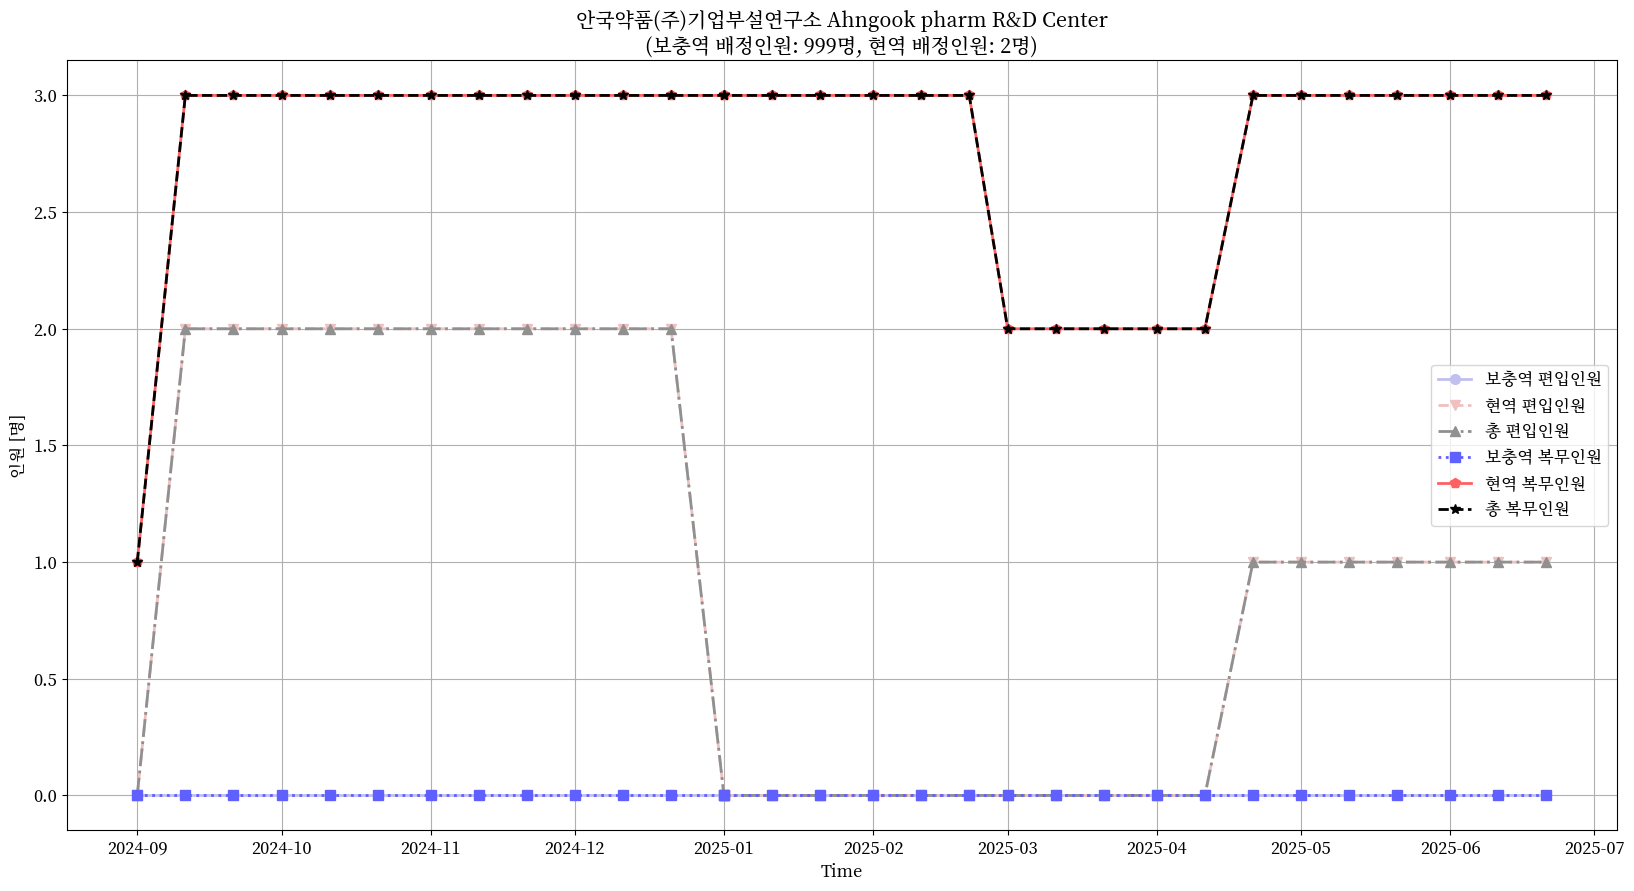 안국약품(주)기업부설연구소 Ahngook pharm R&D Center
(보충역 배정인원: 999명, 현역 배정인원: 2명)
3.0
2.5
2.0
1.5
1.0
0.5
0.0
인원 [명]
보충역 편입인원
현역 편입인원
총 편입인원
보충역 복무인원
현역 복무인원
총 복무인원
2024-09 2024-10 2024-11 2024-12 2025-01 2025-02 2025-03 2025-04 2025-05 2025-06 2025-07
Time